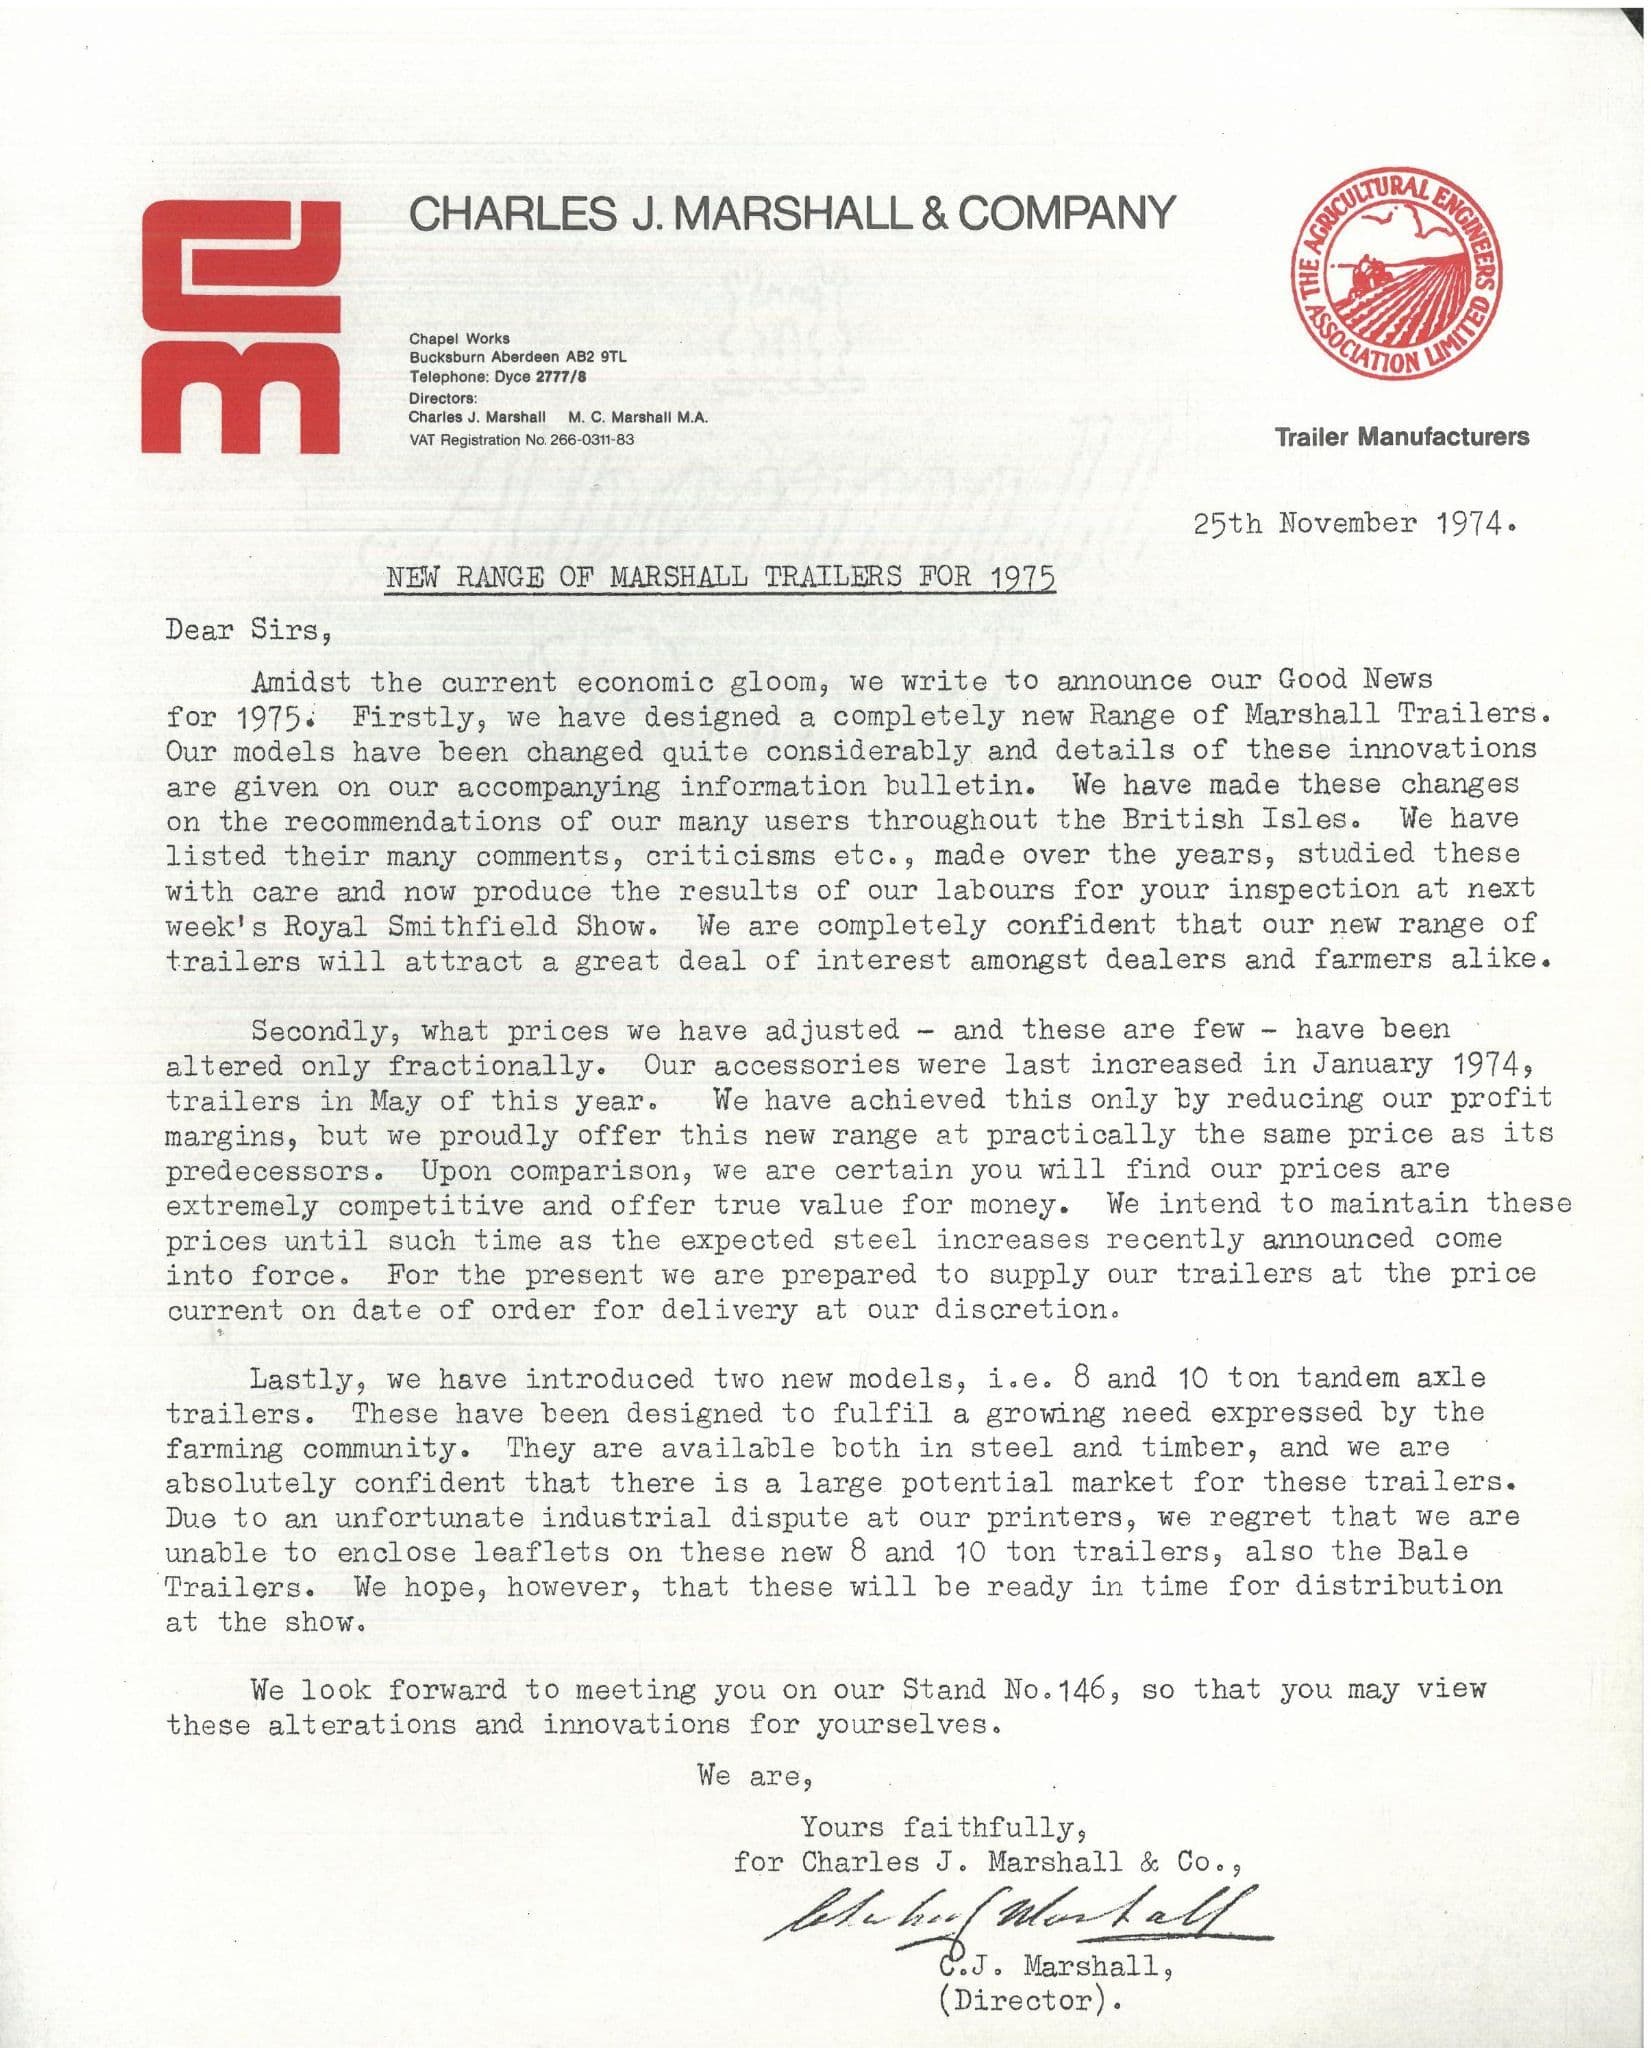 CHARLES J. MARSHALL & COMPANY
THE AGRICULTURAL ENGINEERS
ASSOCIATION LIMITED
Chapel Works
Bucksburn Aberdeen AB2 9TL
Telephone: Dyce 2777/8
Directors:
Charles J. Marshall M. C. Marshall M.A.
VAT Registration No. 266-0311-83
Trailer Manufacturers
25th November 1974.
NEW RANGE OF MARSHALL TRAILERS FOR 1975
Dear Sirs,
Amidst the current economic gloom, we write to announce our Good News
for 1975. Firstly, we have designed a completely new Range of Marshall Trailers.
Our models have been changed quite considerably and details of these innovations
are given on our accompanying information bulletin. We have made these changes
on the recommendations of our many users throughout the British Isles. We have
listed their many comments, criticisms etc., made over the years, studied these
with care and now produce the results of our labours for your inspection at next
week's Royal Smithfield Show. We are completely confident that our new range of
trailers will attract a great deal of interest amongst dealers and farmers alike.
Secondly, what prices we have adjusted - and these are few - have been
altered only fractionally. Our accessories were last increased in January 1974,
trailers in May of this year. We have achieved this only by reducing our profit
margins, but we proudly offer this new range at practically the same price as its
predecessors. Upon comparison, we are certain you will find our prices are
extremely competitive and offer true value for money. We intend to maintain these
prices until such time as the expected steel increases recently announced come
into force. For the present we are prepared to supply our trailers at the price
current on date of order for delivery at our discretion.
Lastly, we have introduced two new models, i.e. 8 and 10 ton tandem axle
trailers. These have been designed to fulfil a growing need expressed by the
farming community. They are available both in steel and timber, and we are
absolutely confident that there is a large potential market for these trailers.
Due to an unfortunate industrial dispute at our printers, we regret that we are
unable to enclose leaflets on these new 8 and 10 ton trailers, also the Bale
Trailers. We hope, however, that these will be ready in time for distribution
at the show.
We look forward to meeting you on our Stand No.146, so that you may view
these alterations and innovations for yourselves.
We are,
Yours faithfully,
for Charles J. Marshall & Co.,
Charles J Marshall
C.J. Marshall,
(Director).